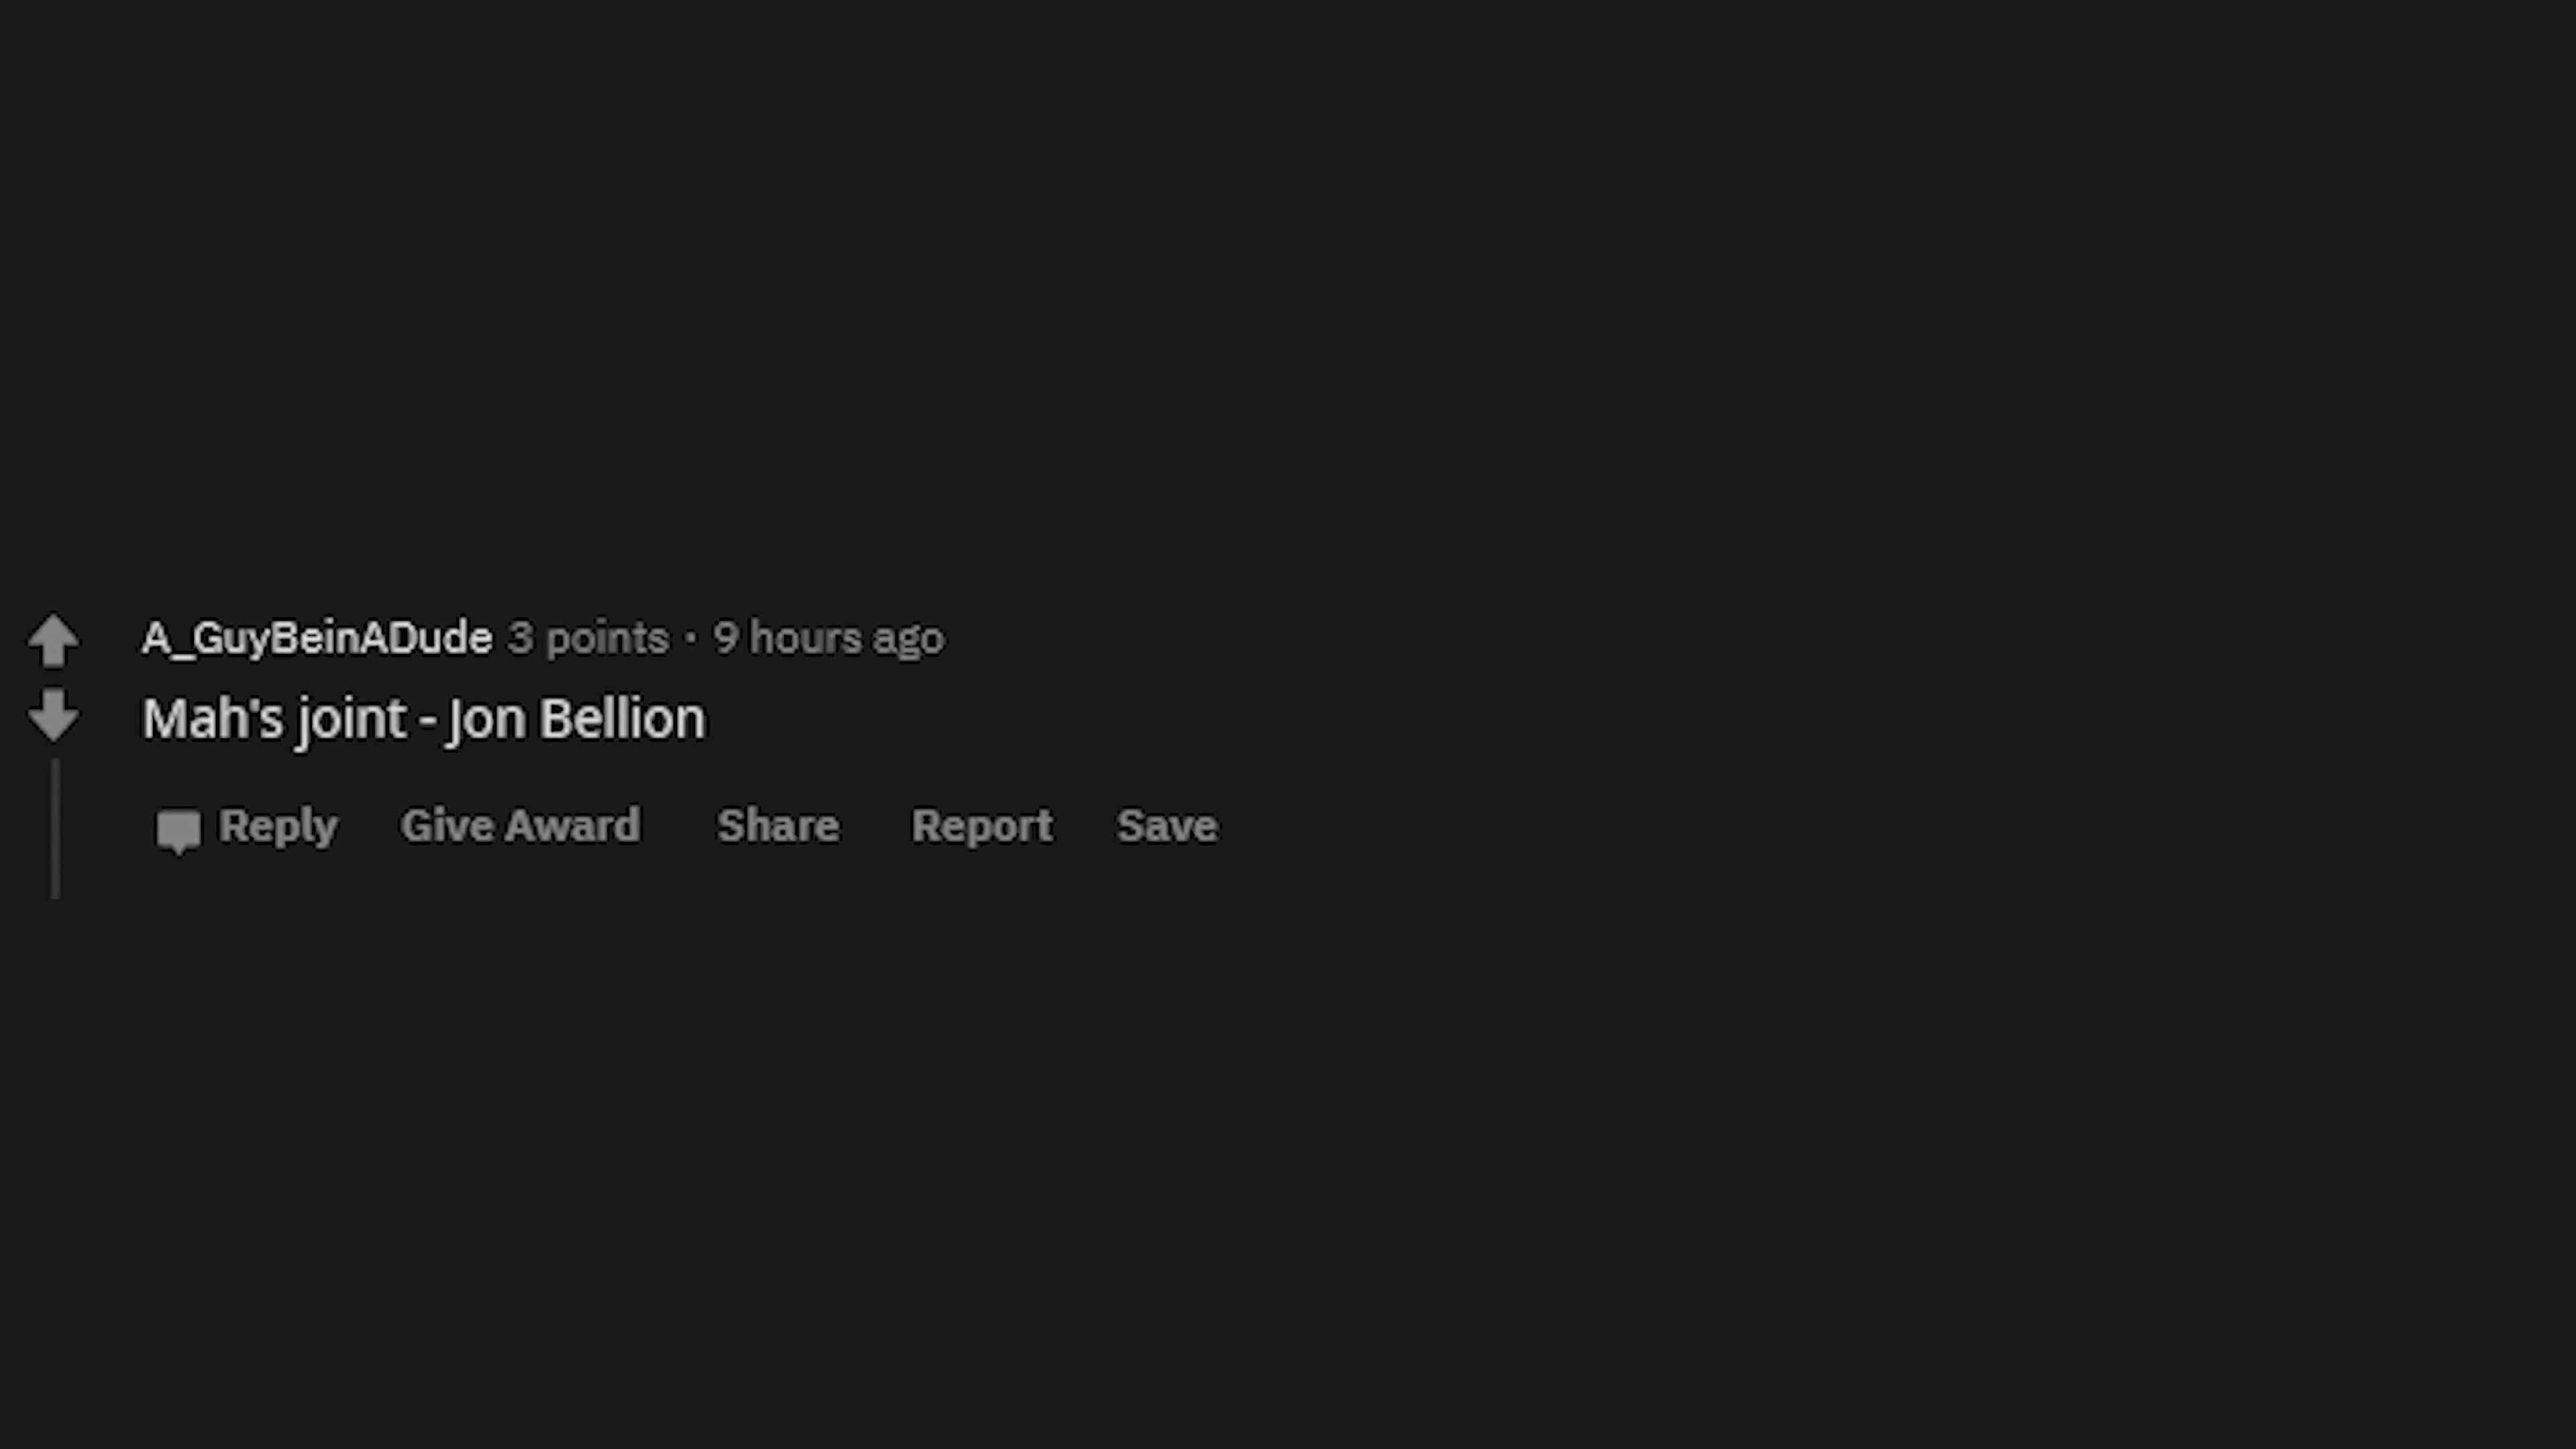 A_GuyBeinADude 3 points · 9 hours ago
Mah's joint - Jon Bellion
Reply Give Award Share Report Save